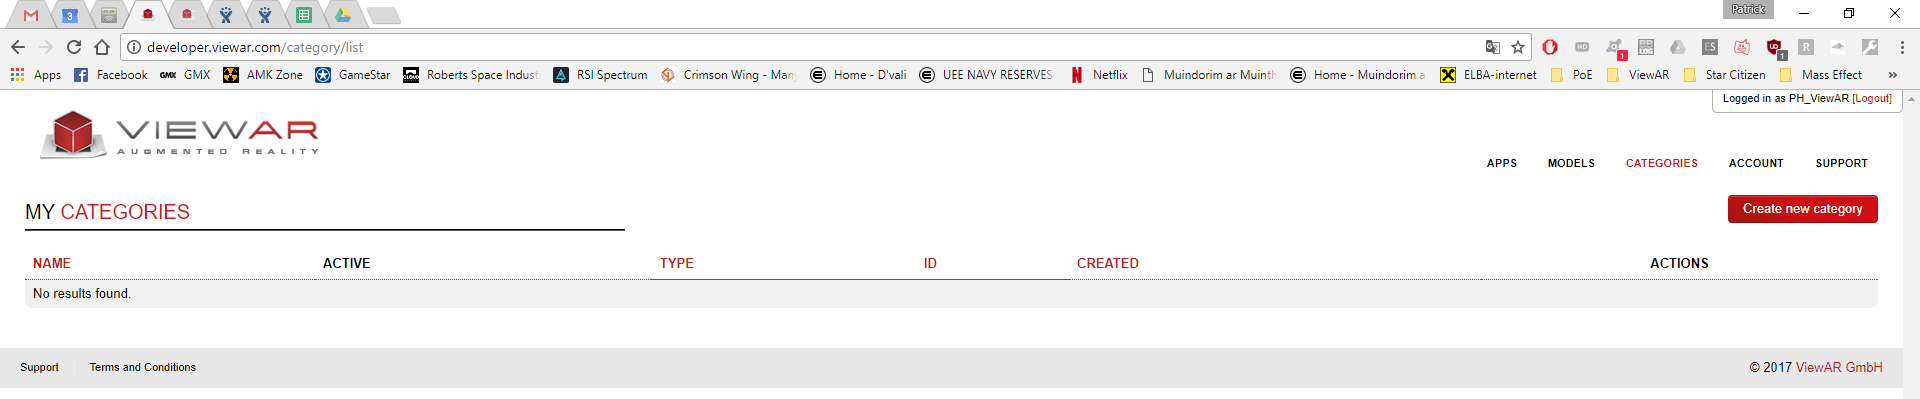 Patrick
developer.viewar.com/category/list
Apps Facebook GMX AMK Zone GameStar Roberts Space Indust RSI Spectrum Crimson Wing - Man Home - D'vali UEE NAVY RESERVES Netflix Muindorim ar Muinth Home - Muindorim a ELBA-internet PoE ViewAR Star Citizen Mass Effect »
Logged in as PH_ViewAR [Logout]
VIEWAR
AUGMENTED REALITY
APPS MODELS CATEGORIES ACCOUNT SUPPORT
MY CATEGORIES
Create new category
NAME ACTIVE TYPE ID CREATED ACTIONS
No results found.
Support Terms and Conditions © 2017 ViewAR GmbH